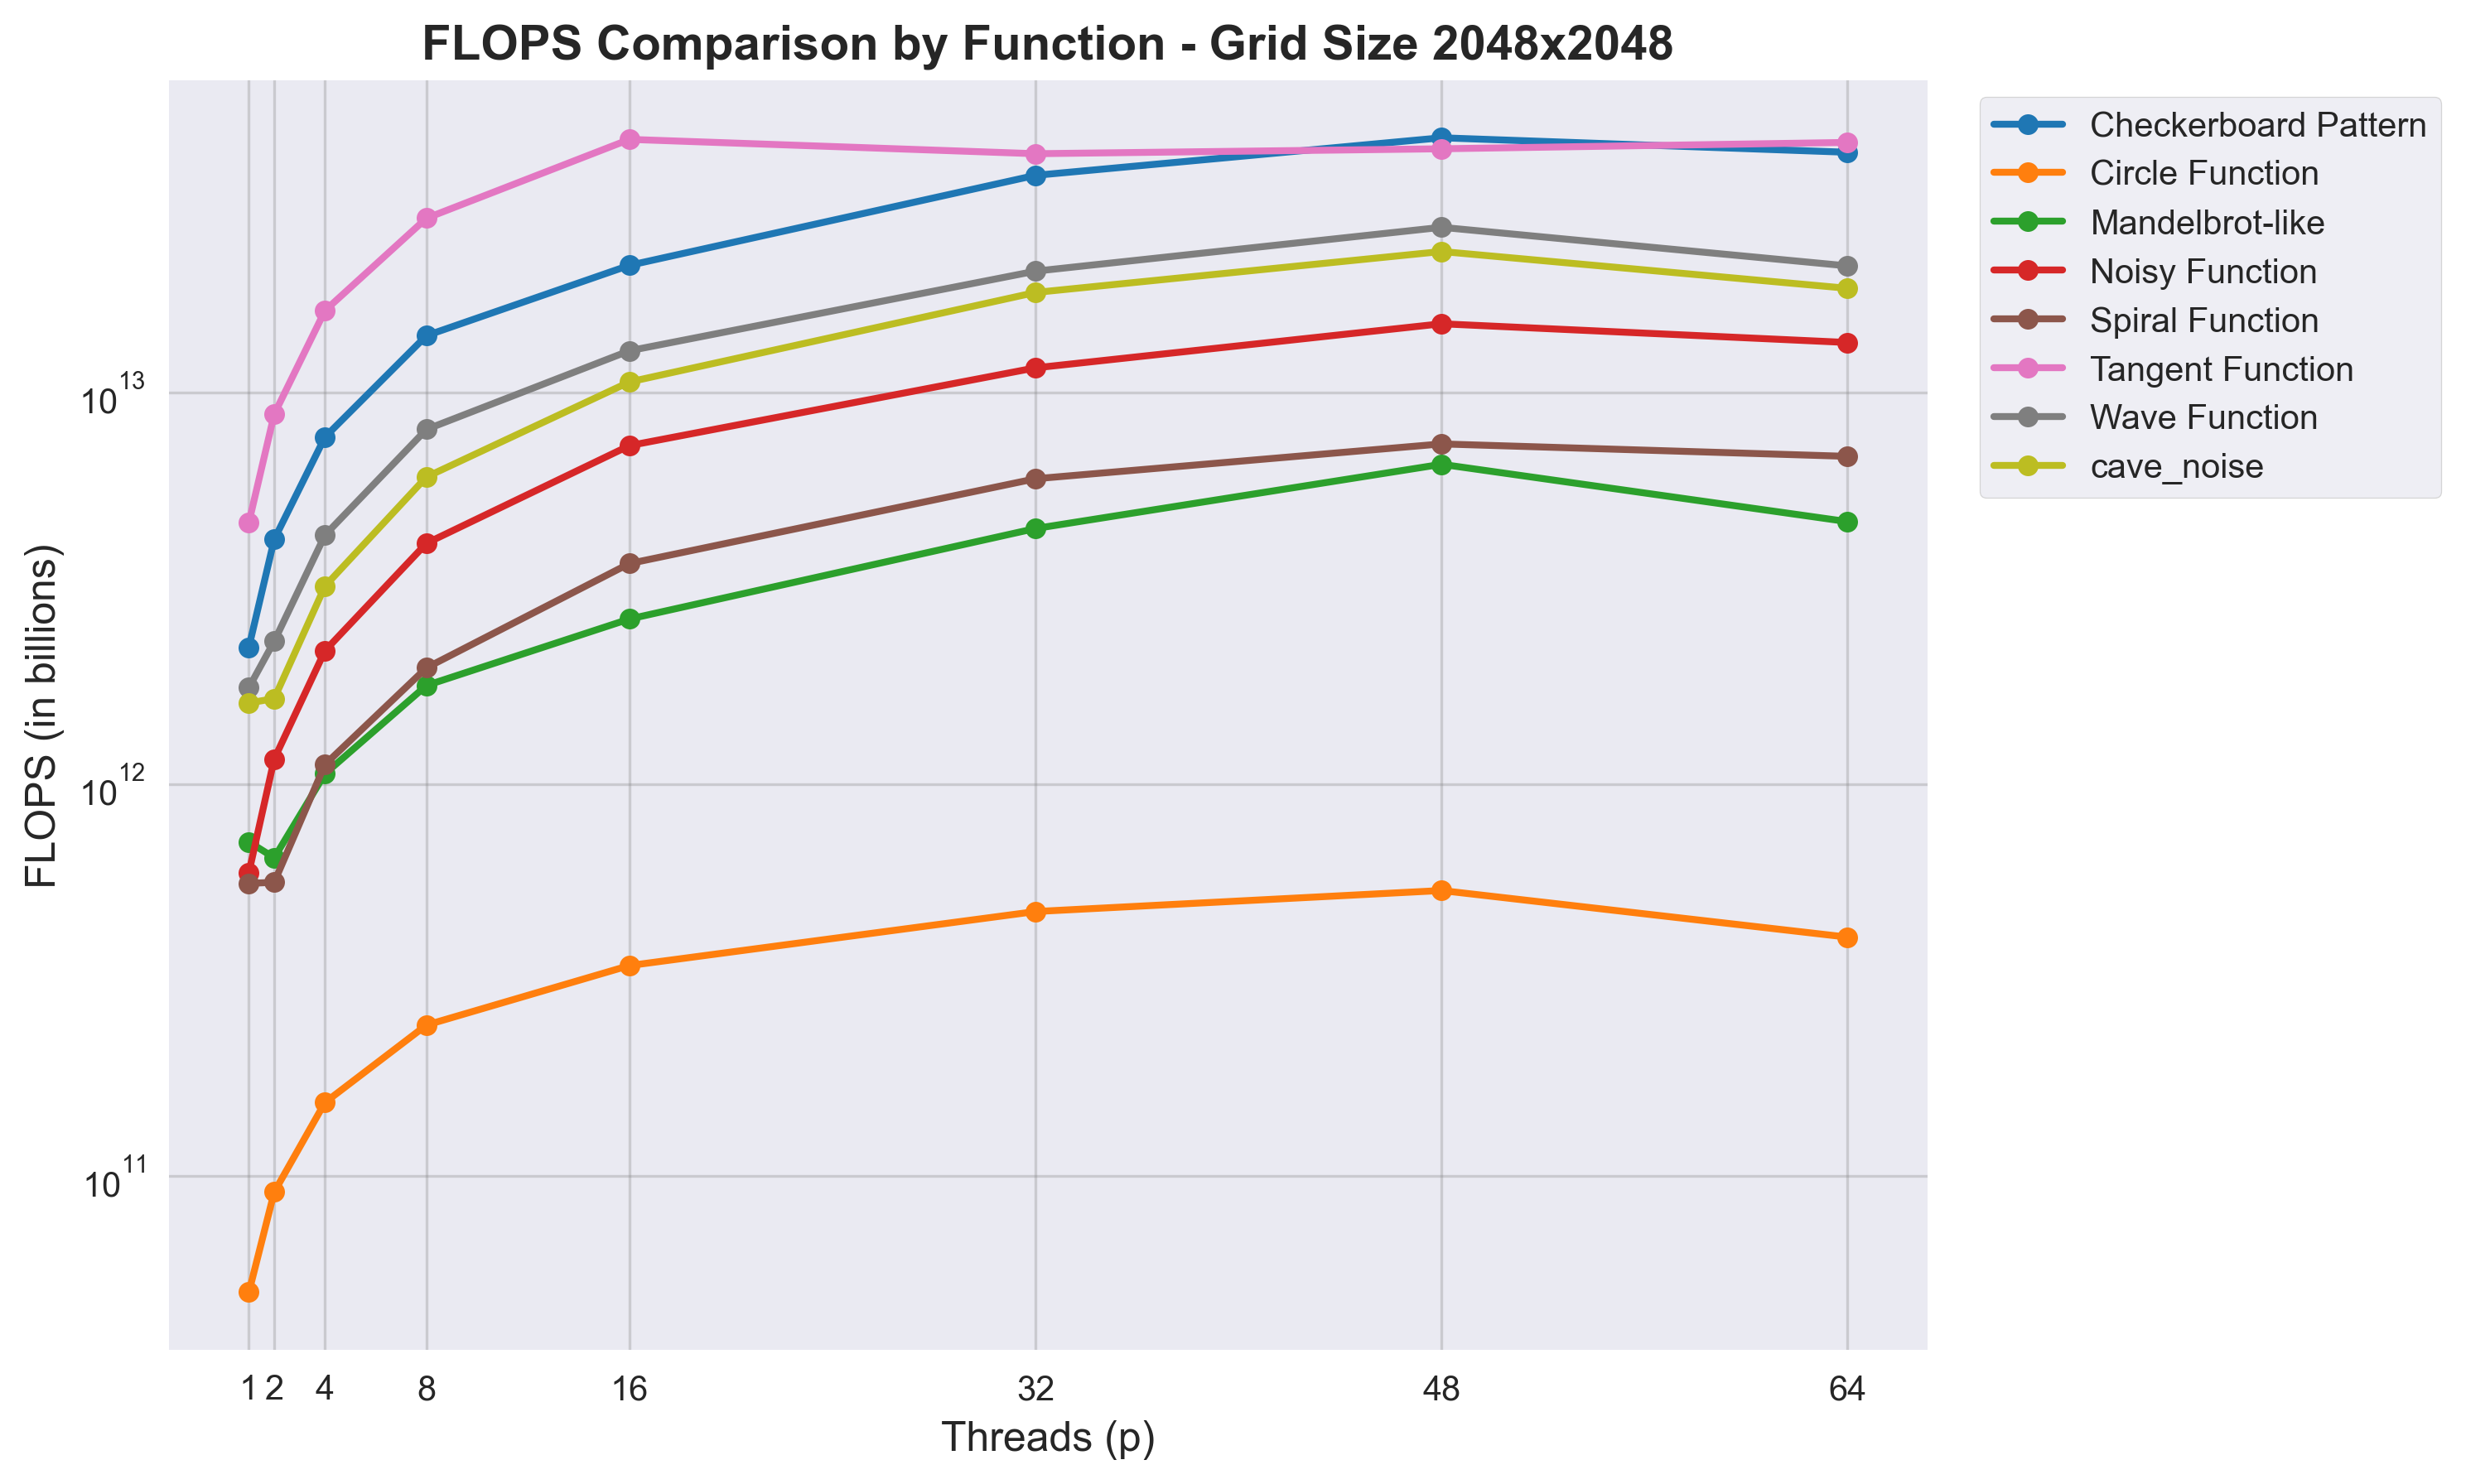 FLOPS Comparison by Function - Grid Size 2048x2048
FLOPS (in billions)
10^13
10^12
10^11
1 2 4 8 16 32 48 64
Threads (p)
Checkerboard Pattern
Circle Function
Mandelbrot-like
Noisy Function
Spiral Function
Tangent Function
Wave Function
cave_noise